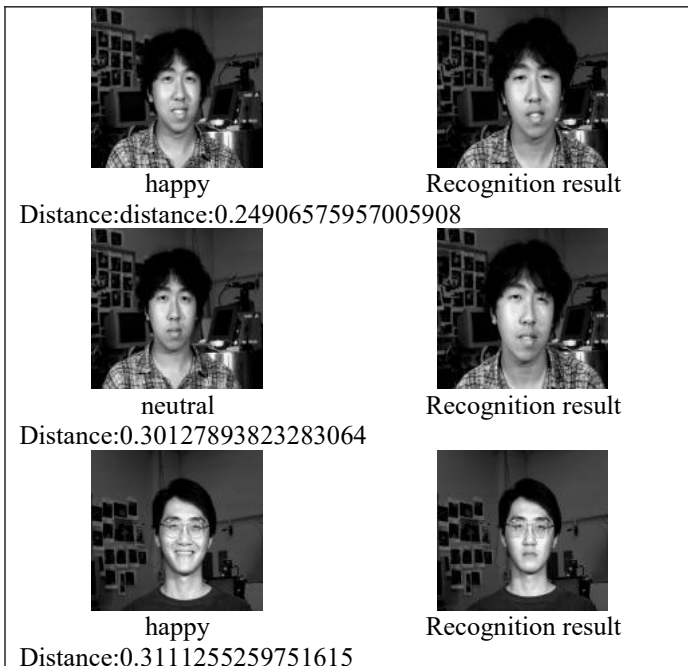 happy Recognition result
Distance:distance:0.24906575957005908
neutral Recognition result
Distance:0.30127893823283064
happy Recognition result
Distance:0.3111255259751615